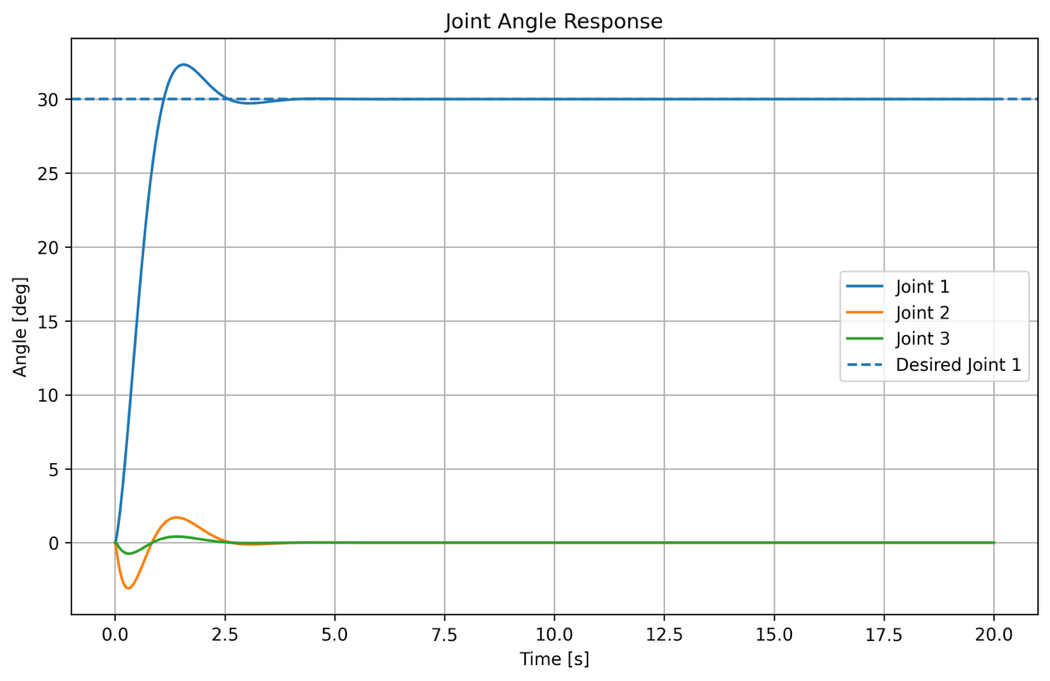 Joint Angle Response
Angle [deg]
30
25
20
15
10
5
0
Joint 1
Joint 2
Joint 3
Desired Joint 1
0.0 2.5 5.0 7.5 10.0 12.5 15.0 17.5 20.0
Time [s]